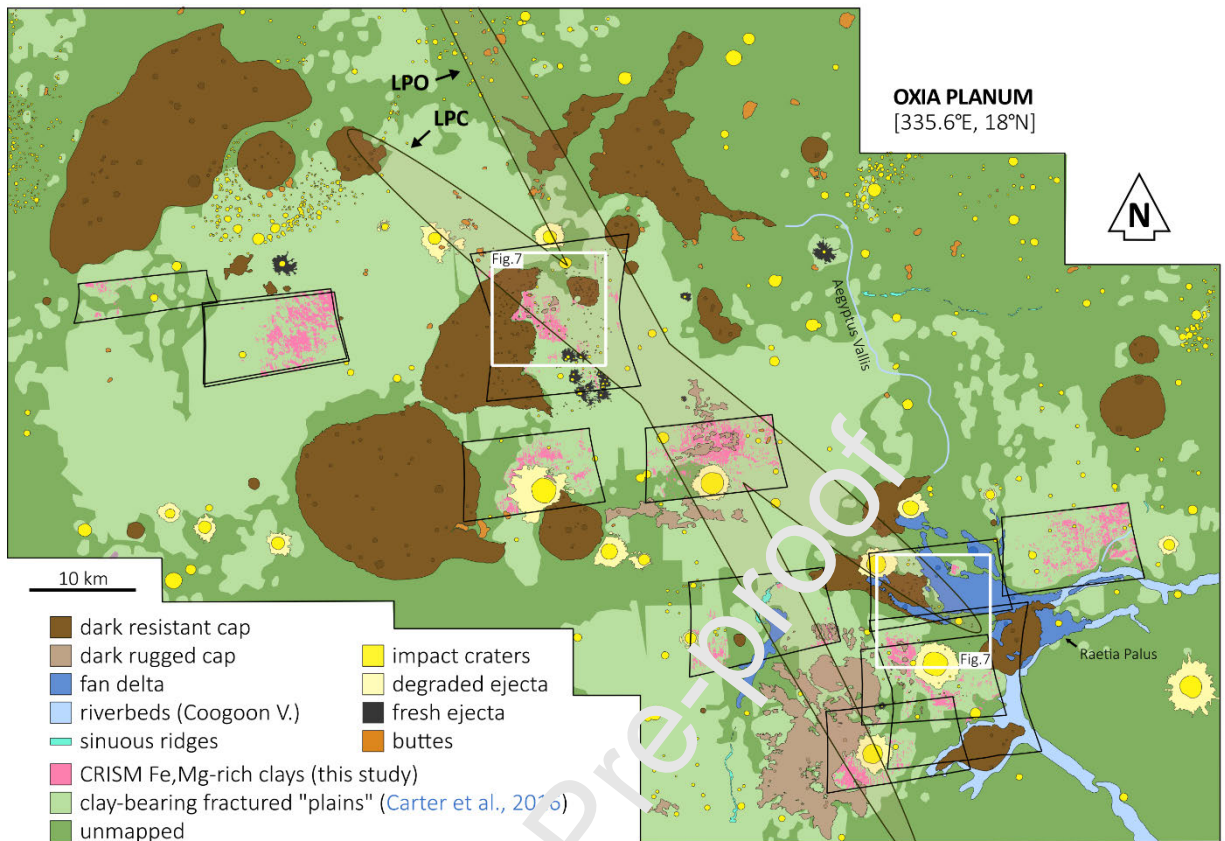 LPO
LPC
OXIA PLANUM
[335.6°E, 18°N]
N
Fig.7
Aegyptus Vallis
Fig.7
Raetia Palus
10 km
dark resistant cap
dark rugged cap
fan delta
riverbeds (Coogoon V.)
sinuous ridges
CRISM Fe,Mg-rich clays (this study)
clay-bearing fractured "plains" (Carter et al., 2016)
unmapped
impact craters
degraded ejecta
fresh ejecta
buttes
Pre-proof